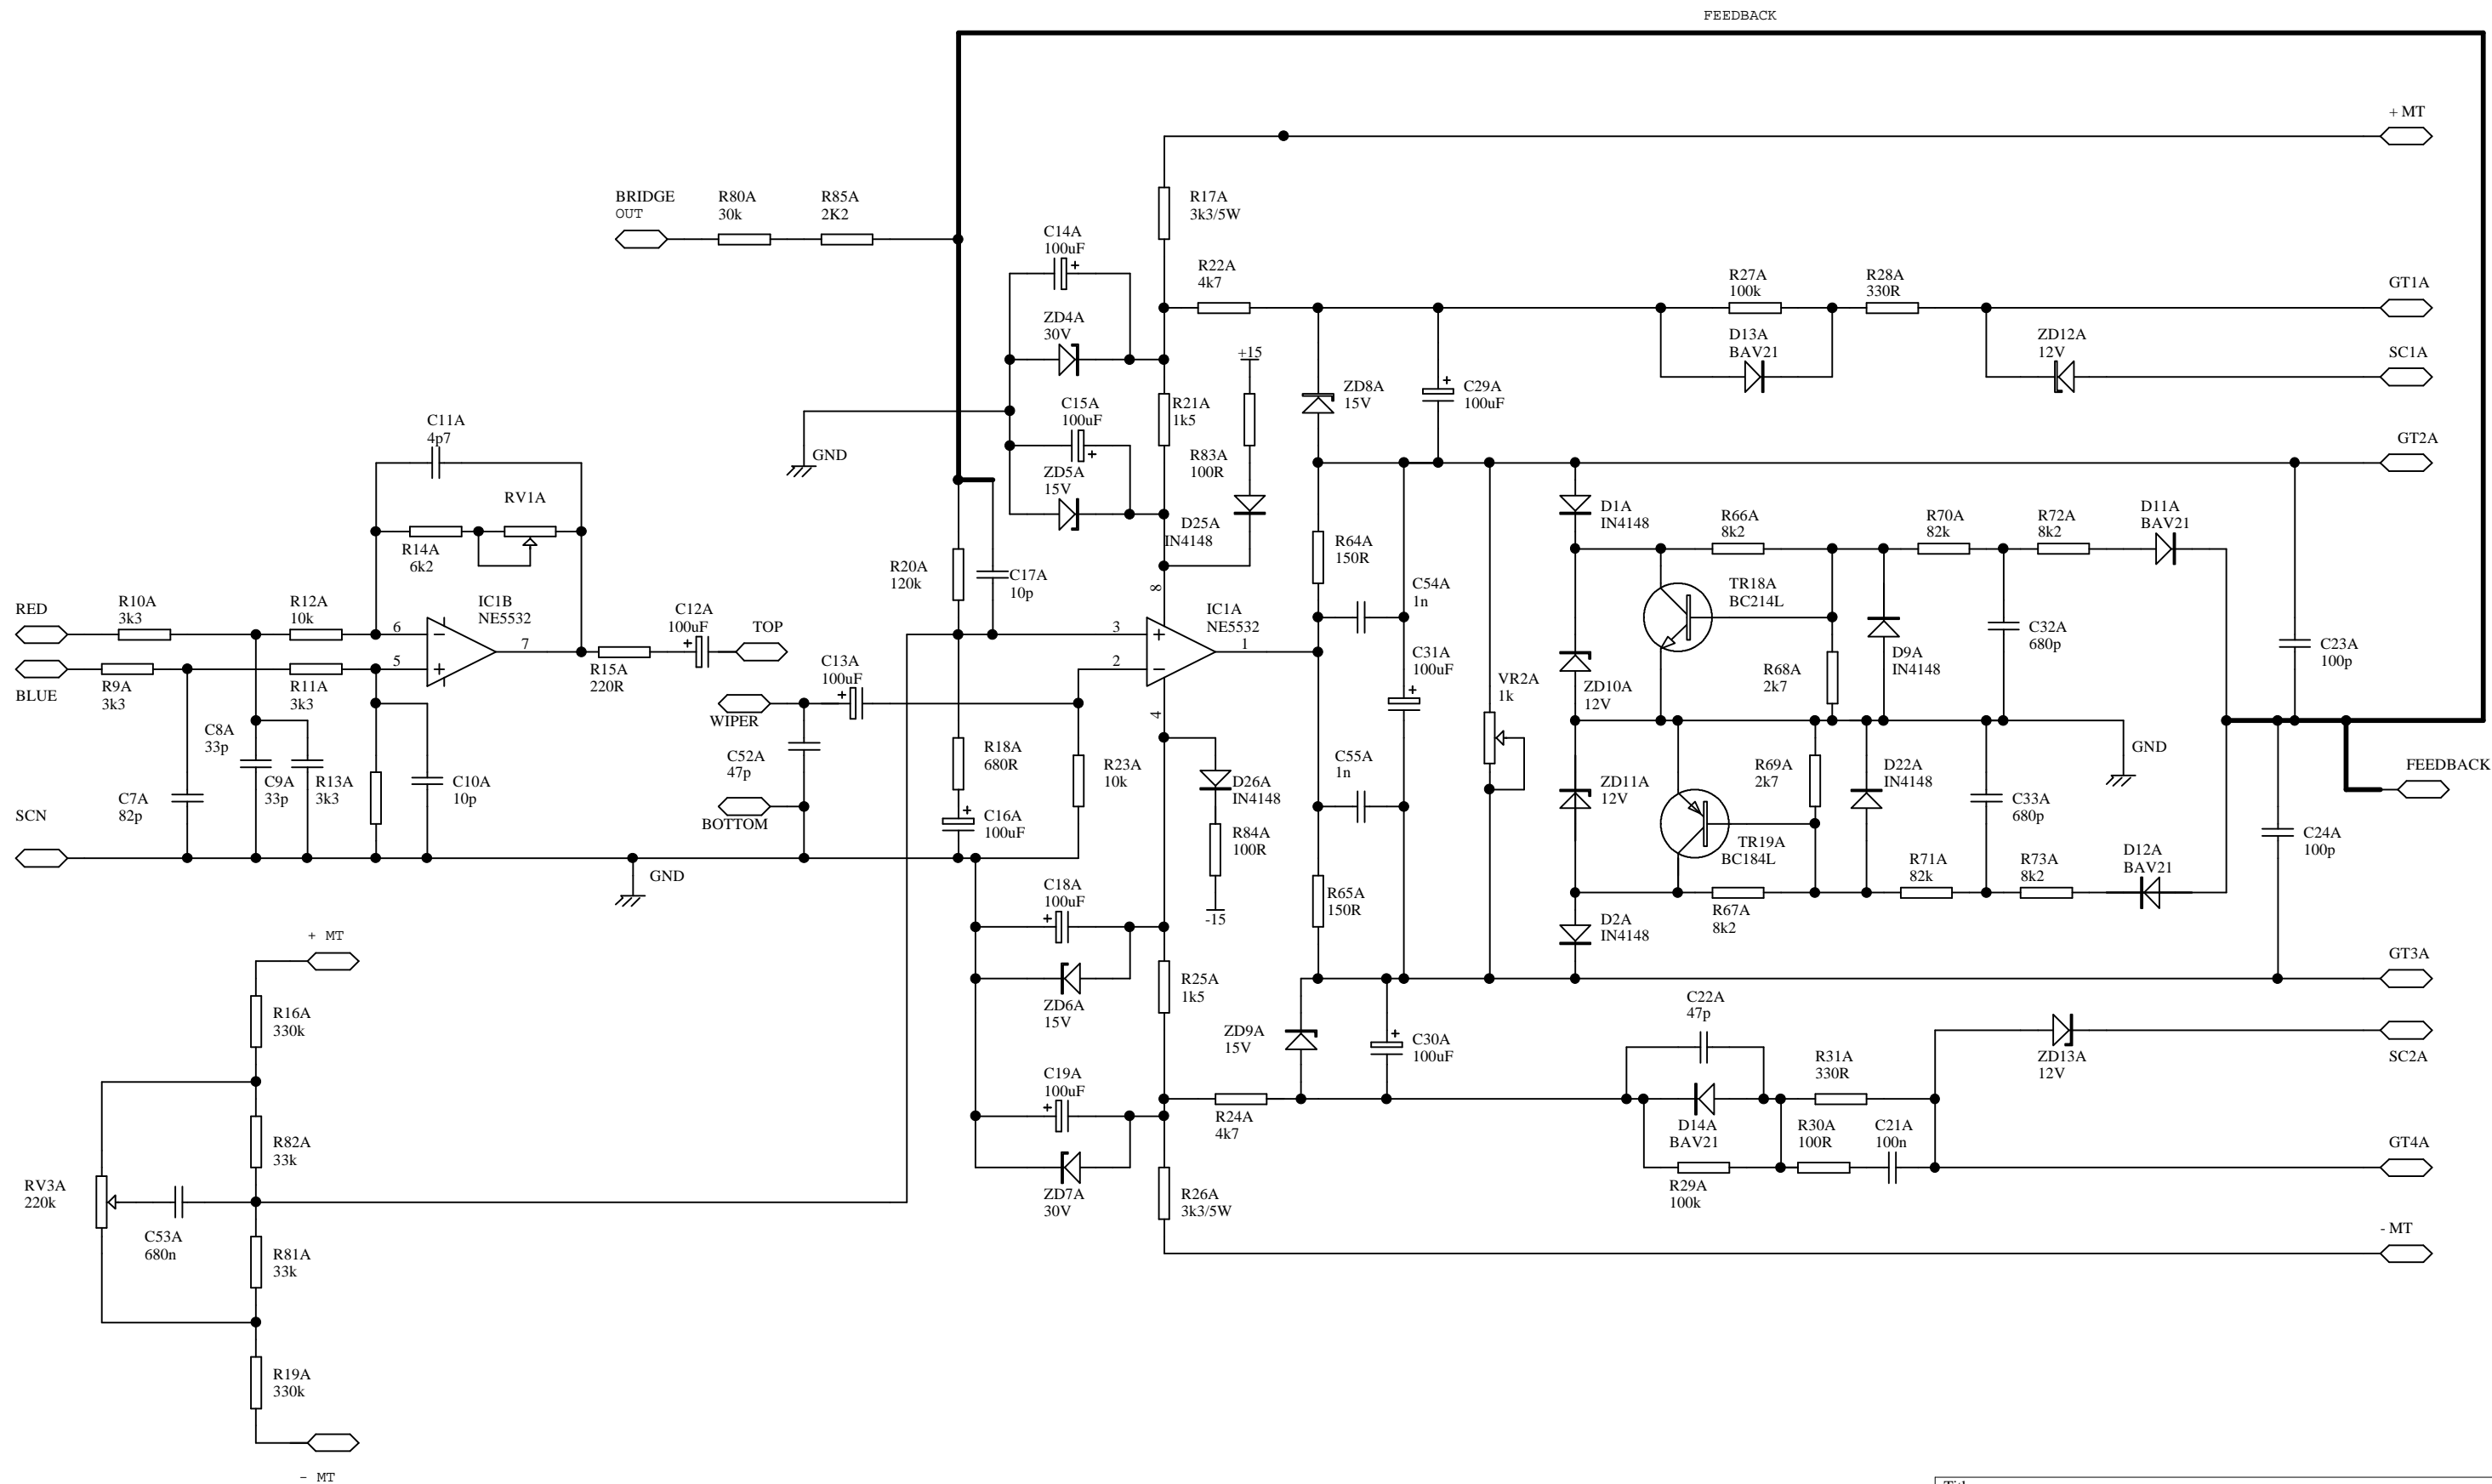 FEEDBACK
+ MT
BRIDGE
OUT
R80A
30k
R85A
2K2
R17A
3k3/5W
C14A
100uF
R22A
4k7
R27A
100k
R28A
330R
GT1A
ZD4A
30V
+15
D13A
BAV21
ZD12A
12V
SC1A
ZD8A
15V
C29A
100uF
C15A
100uF
R21A
1k5
C11A
4p7
GND
R83A
100R
GT2A
ZD5A
15V
RV1A
D25A
IN4148
D1A
IN4148
R66A
8k2
R70A
82k
R72A
8k2
D11A
BAV21
R14A
6k2
R64A
150R
R20A
120k
C17A
10p
8
C54A
1n
TR18A
BC214L
RED
R10A
3k3
R12A
10k
6
IC1B
NE5532
7
C12A
100uF
TOP
3
IC1A
NE5532
1
C32A
680p
C23A
100p
BLUE
R9A
3k3
R11A
3k3
5
R15A
220R
C13A
100uF
2
C31A
100uF
VR2A
1k
ZD10A
12V
R68A
2k7
D9A
IN4148
WIPER
4
C8A
33p
C52A
47p
R18A
680R
R23A
10k
C55A
1n
GND
C9A
33p
R13A
3k3
C10A
10p
D26A
IN4148
ZD11A
12V
R69A
2k7
D22A
IN4148
FEEDBACK
C7A
82p
SCN
BOTTOM
C16A
100uF
R84A
100R
TR19A
BC184L
C33A
680p
C24A
100p
GND
C18A
100uF
-15
R65A
150R
R67A
8k2
R71A
82k
R73A
8k2
D12A
BAV21
D2A
IN4148
+ MT
GT3A
R25A
1k5
ZD6A
15V
R16A
330k
C22A
47p
ZD9A
15V
C30A
100uF
R31A
330R
ZD13A
12V
SC2A
C19A
100uF
R24A
4k7
D14A
BAV21
R30A
100R
C21A
100n
GT4A
R82A
33k
RV3A
220k
ZD7A
30V
R26A
3k3/5W
R29A
100k
C53A
680n
R81A
33k
- MT
R19A
330k
- MT